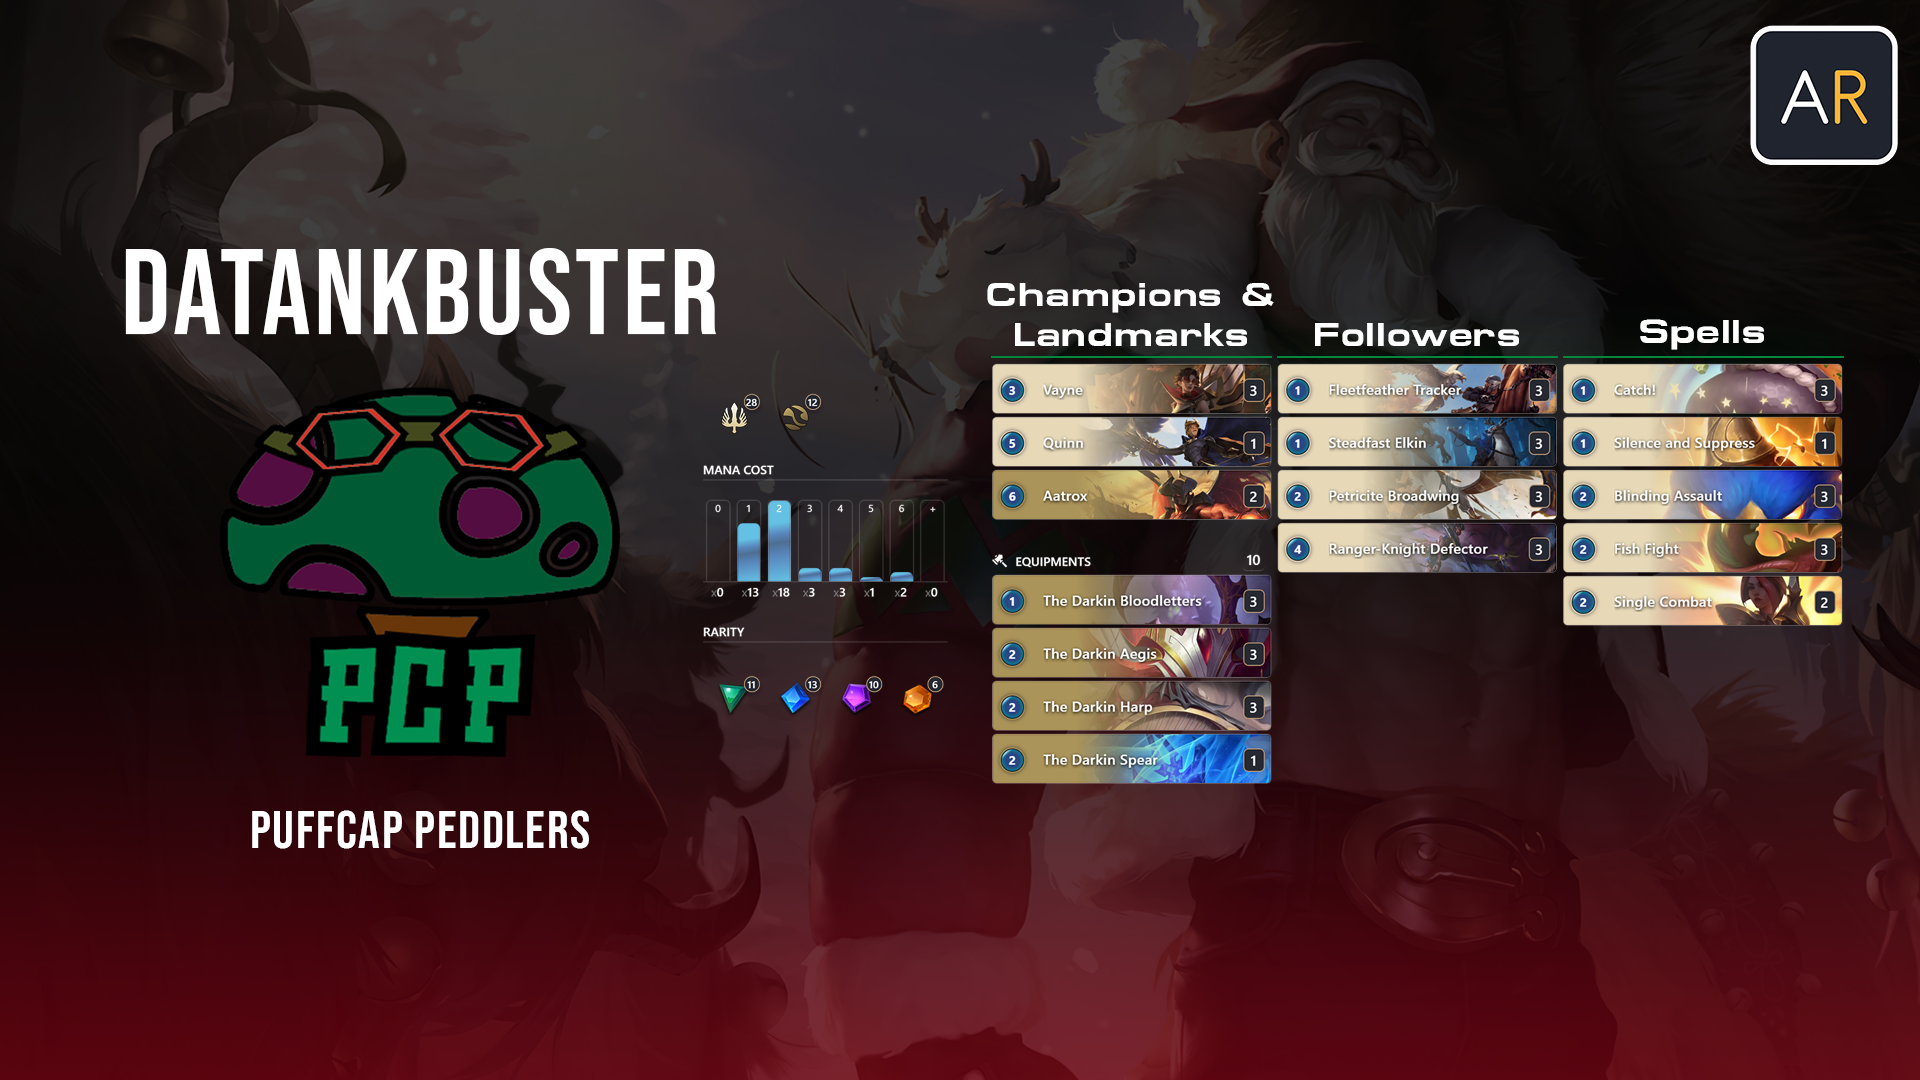 AR
DATANKBUSTER
PCP
PUFFCAP PEDDLERS
28 12
MANA COST
0 1 2 3 4 5 6 +
x0 x13 x18 x3 x3 x1 x2 x0
RARITY
11 13 10 6
Champions &
Landmarks
3 Vayne 3
5 Quinn 1
6 Aatrox 2
EQUIPMENTS 10
1 The Darkin Bloodletters 3
2 The Darkin Aegis 3
2 The Darkin Harp 3
2 The Darkin Spear 1
Followers
1 Fleetfeather Tracker 3
1 Steadfast Elkin 3
2 Petricite Broadwing 3
4 Ranger-Knight Defector 3
Spells
1 Catch! 3
1 Silence and Suppress 1
2 Blinding Assault 3
2 Fish Fight 3
2 Single Combat 2